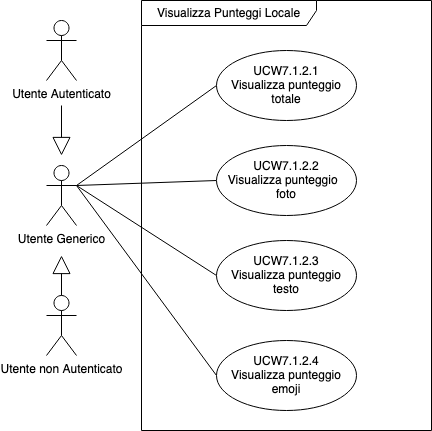 Visualizza Punteggi Locale
Utente Autenticato
UCW7.1.2.1
Visualizza punteggio
totale
UCW7.1.2.2
Visualizza punteggio
foto
Utente Generico
UCW7.1.2.3
Visualizza punteggio
testo
Utente non Autenticato
UCW7.1.2.4
Visualizza punteggio
emoji